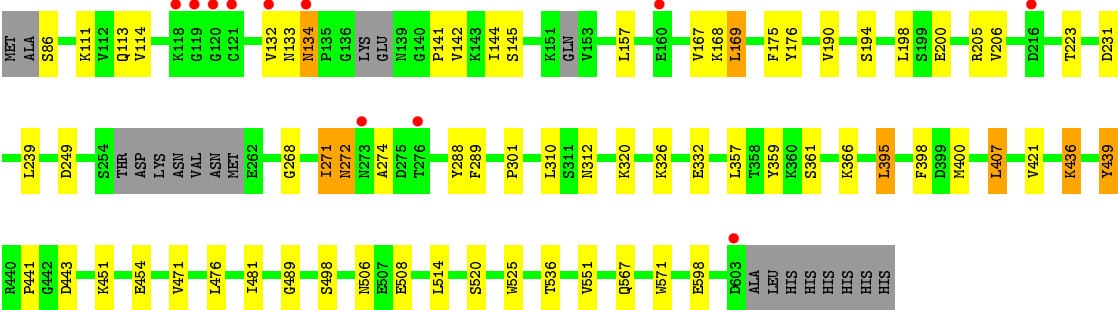 MET ALA S86 K111 V112 Q113 V114 K118 G119 G120 C121 V132 N133 N134 P135 G136 LYS GLU N139 G140 P141 V142 K143 I144 S145 K151 GLN V153 L157 E160 V167 K168 L169 F175 Y176 V190 S194 L198 S199 E200 R205 V206 D216 T223 D231
L239 D249 S254 THR ASP LYS ASN VAL ASN MET E262 G268 I271 N272 N273 A274 D275 T276 Y288 F289 P301 L310 S311 N312 K320 K326 E332 L357 T358 Y359 K360 S361 K366 L395 F398 D399 M400 L407 V421 K436 Y439
R440 P441 G442 D443 K451 E454 V471 L476 I481 G489 S498 N506 E507 E508 L514 S520 W525 T536 V551 Q567 W571 E598 D603 ALA LEU HIS HIS HIS HIS HIS HIS